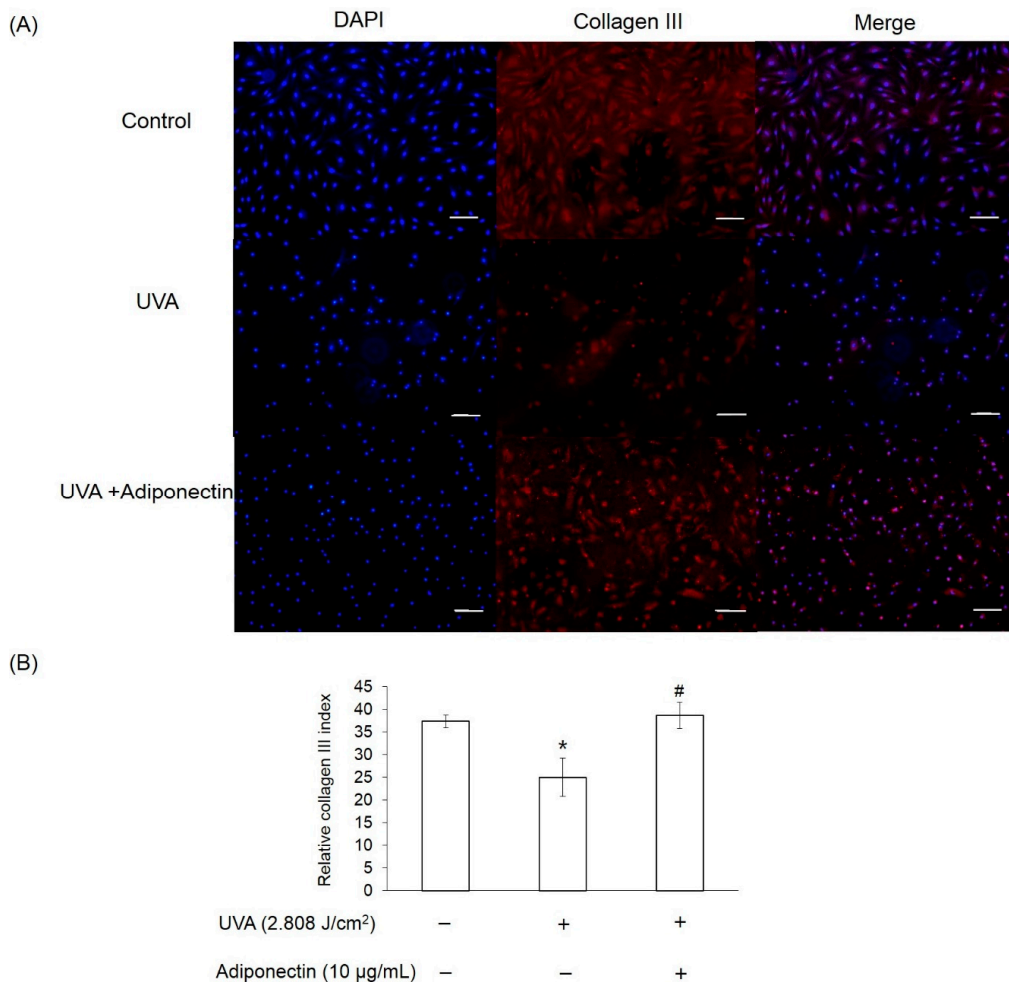 (A)
DAPI Collagen III Merge
Control
UVA
UVA +Adiponectin
(B)
Relative collagen III index
45
40
35
30
25
20
15
10
5
0
*
#
UVA (2.808 J/cm²) – + +
Adiponectin (10 µg/mL) – – +